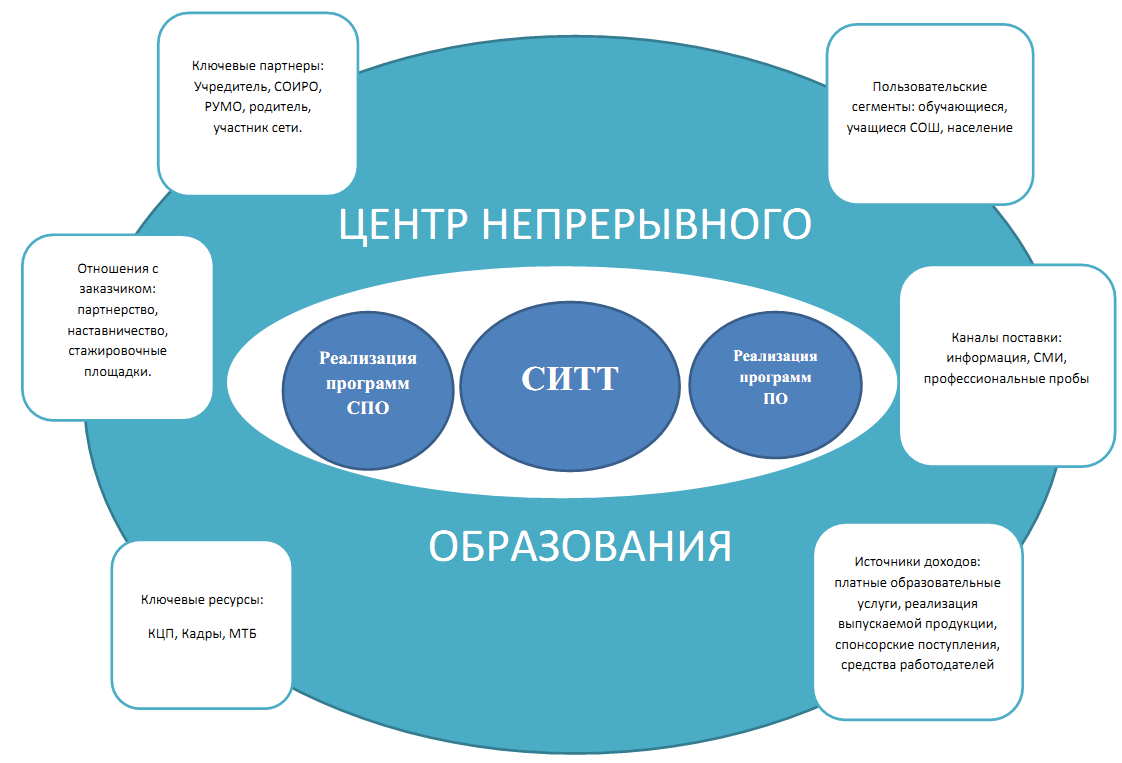 Ключевые партнеры:
Учредитель, СОИРО,
РУМО, родитель,
участник сети.
Пользовательские
сегменты: обучающиеся,
учащиеся СОШ, население
ЦЕНТР НЕПРЕРЫВНОГО
Отношения с
заказчиком:
партнерство,
наставничество,
стажировочные
площадки.
Реализация
программ
СПО
СИТТ
Реализация
программ
ПО
Каналы поставки:
информация, СМИ,
профессиональные пробы
ОБРАЗОВАНИЯ
Ключевые ресурсы:
КЦП, Кадры, МТБ
Источники доходов:
платные образовательные
услуги, реализация
выпускаемой продукции,
спонсорские поступления,
средства работодателей